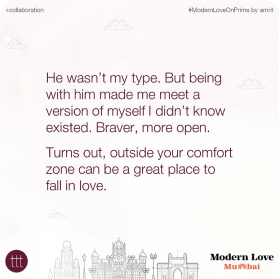 +collaboration
#ModernLoveOnPrime by amrit
He wasn't my type. But being
with him made me meet a
version of myself I didn't know
existed. Braver, more open.
Turns out, outside your comfort
zone can be a great place to
fall in love.
ttt
Modern Love
Mumbai